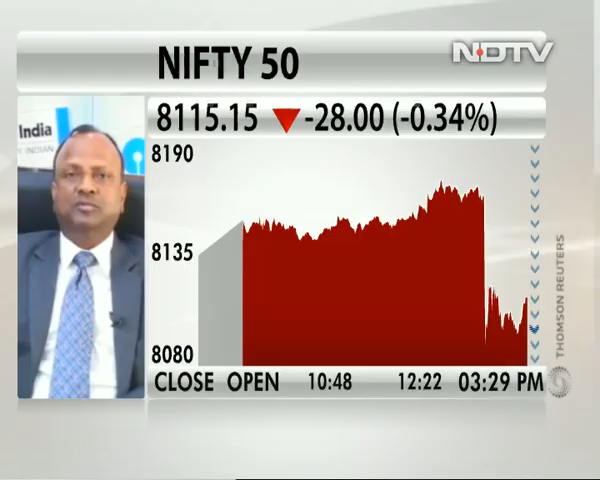 NDTV
NIFTY 50
8115.15 ▼ -28.00 (-0.34%)
India
INDIAN
8190
8135
8080
CLOSE OPEN 10:48 12:22 03:29 PM
THOMSON REUTERS